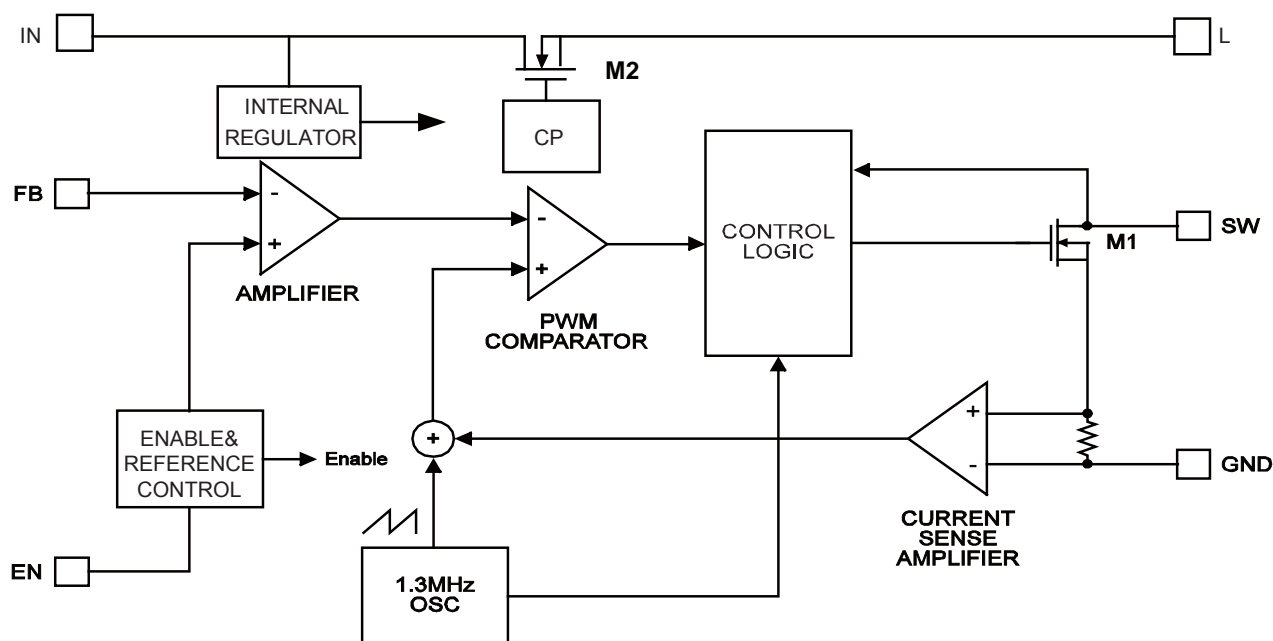 IN
L
M2
INTERNAL
REGULATOR
CP
FB
-
+
AMPLIFIER
-
+
PWM
COMPARATOR
CONTROL
LOGIC
M1
SW
ENABLE&
REFERENCE
CONTROL
Enable
+
+
-
GND
CURRENT
SENSE
AMPLIFIER
EN
1.3MHz
OSC